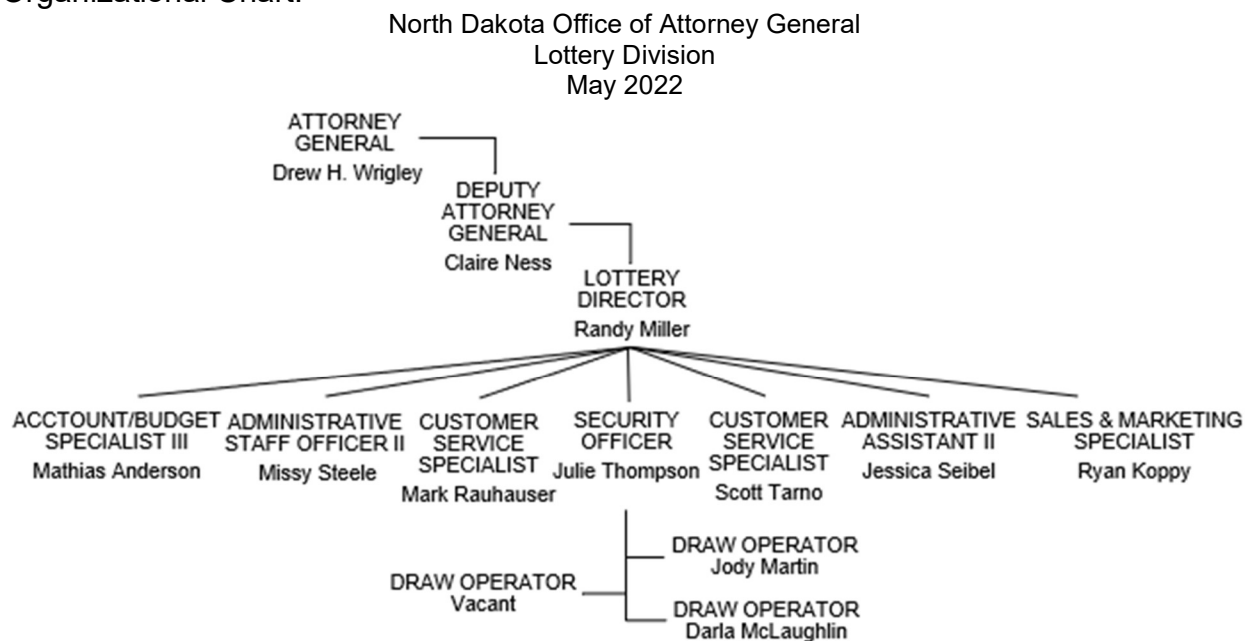 Organizational Chart:
North Dakota Office of Attorney General
Lottery Division
May 2022
ATTORNEY
GENERAL
Drew H. Wrigley
DEPUTY
ATTORNEY
GENERAL
Claire Ness
LOTTERY
DIRECTOR
Randy Miller
ACCTOUNT/BUDGET
SPECIALIST III
Mathias Anderson
ADMINISTRATIVE
STAFF OFFICER II
Missy Steele
CUSTOMER
SERVICE
SPECIALIST
Mark Rauhauser
SECURITY
OFFICER
Julie Thompson
CUSTOMER
SERVICE
SPECIALIST
Scott Tarno
ADMINISTRATIVE
ASSISTANT II
Jessica Seibel
SALES & MARKETING
SPECIALIST
Ryan Koppy
DRAW OPERATOR
Jody Martin
DRAW OPERATOR
Vacant
DRAW OPERATOR
Darla McLaughlin